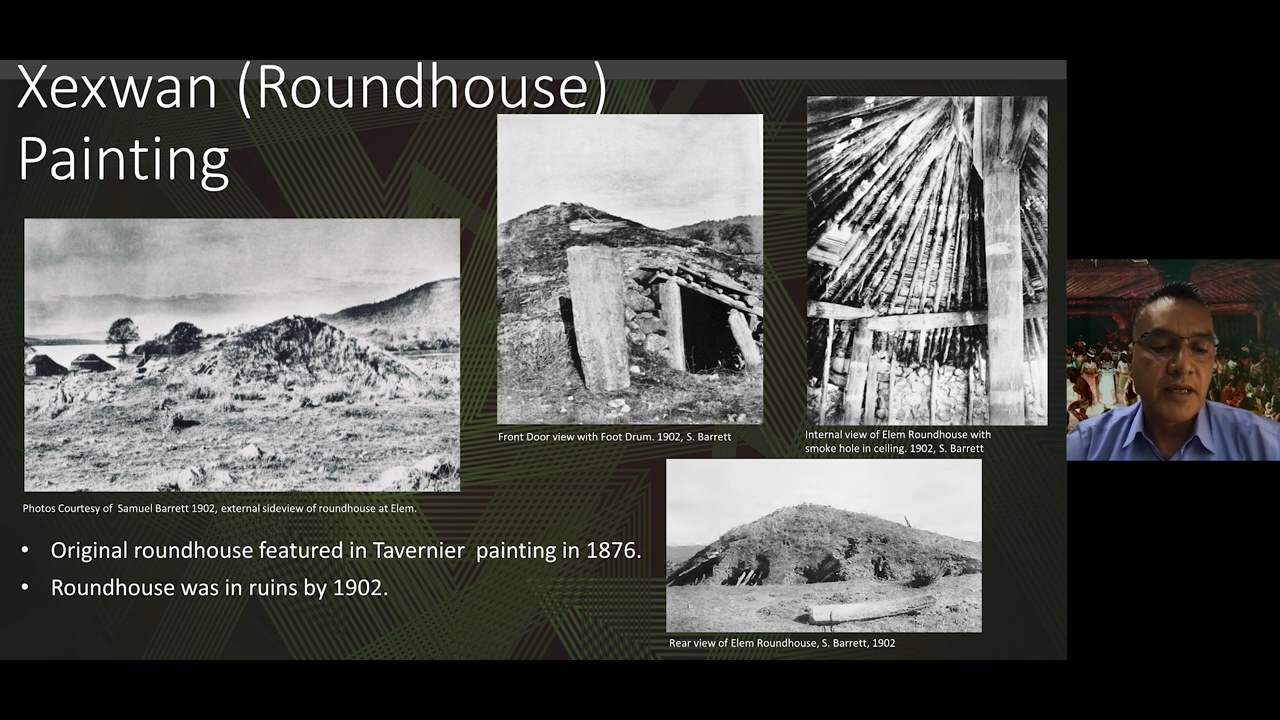 Xexwan (Roundhouse)
Painting
Photos Courtesy of Samuel Barrett 1902, external sideview of roundhouse at Elem.
Front Door view with Foot Drum. 1902, S. Barrett
Internal view of Elem Roundhouse with
smoke hole in ceiling. 1902, S. Barrett
• Original roundhouse featured in Tavernier painting in 1876.
• Roundhouse was in ruins by 1902.
Rear view of Elem Roundhouse, S. Barrett, 1902